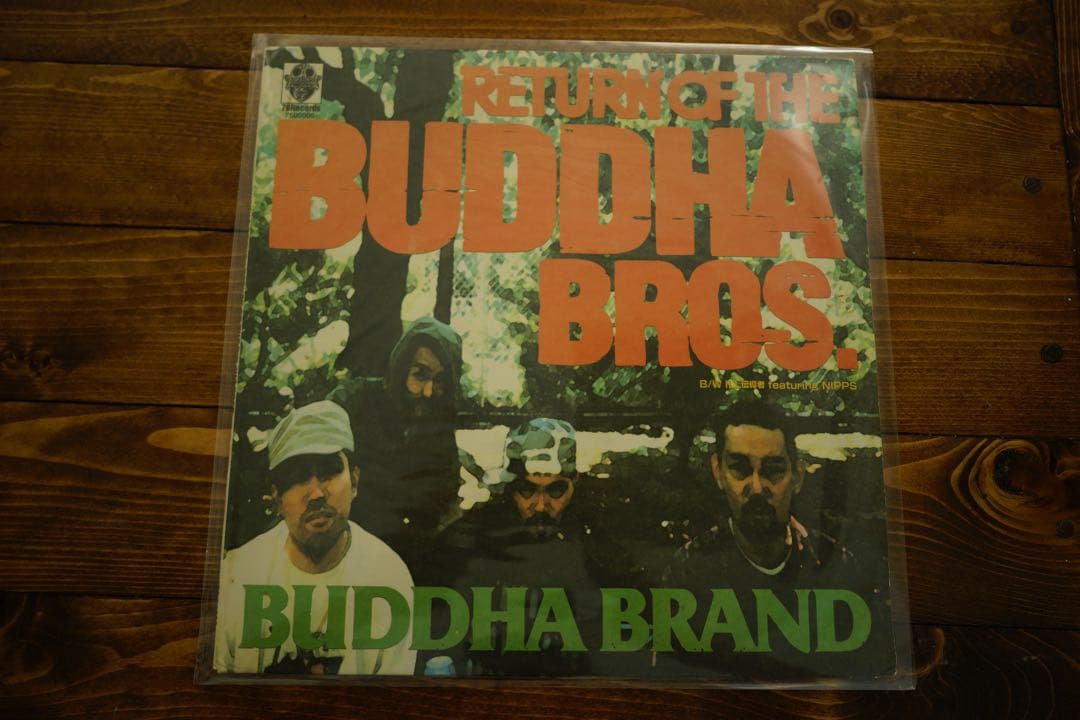 RETURN OF THE
BUDDHA
BROS.
B/W featuring NIPPS
BUDDHA BRAND